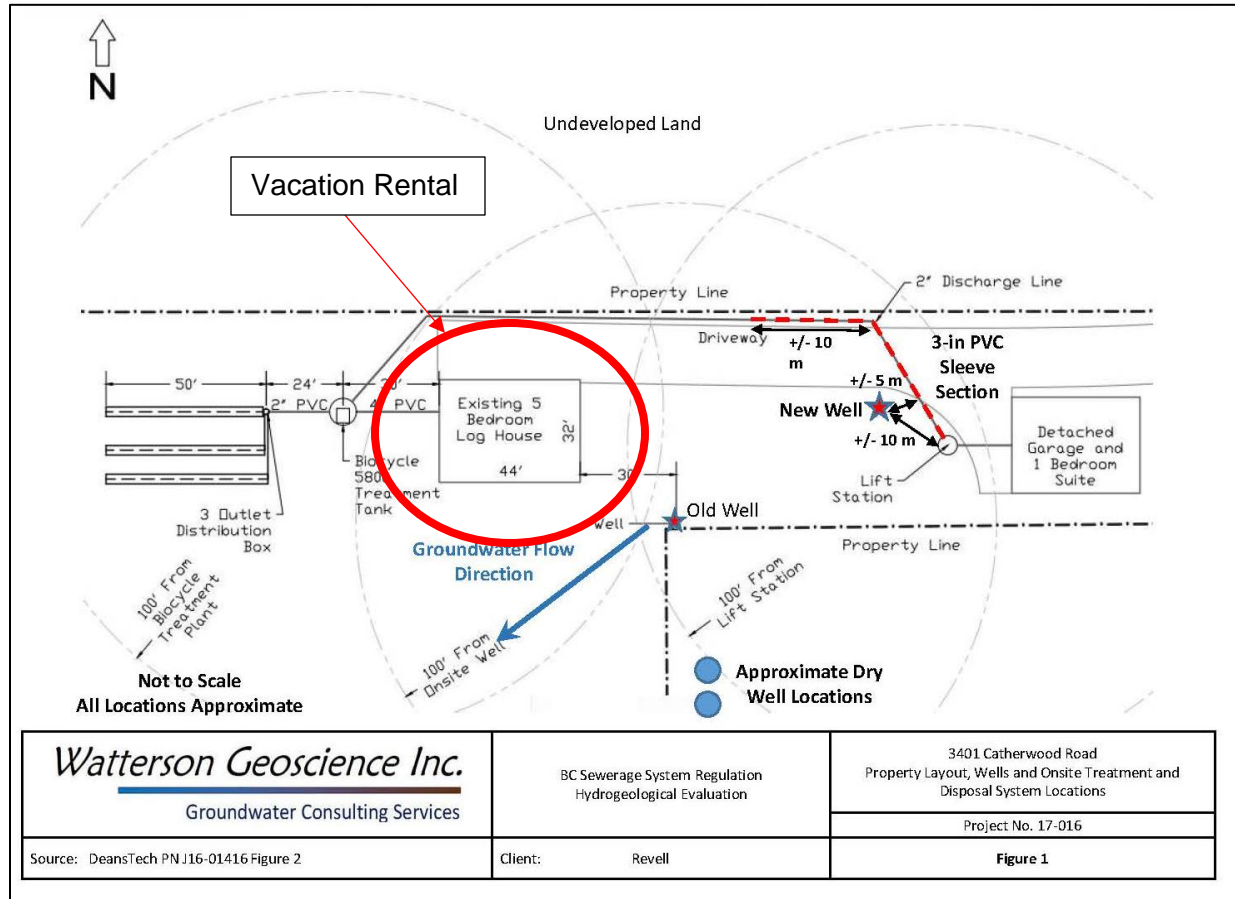 N
Undeveloped Land
Vacation Rental
Property Line
2" Discharge Line
Driveway
+/- 10
m
3-in PVC
Sleeve
Section
+/- 5 m
New Well
+/- 10 m
50'
24'
2" PVC
PVC
Existing 5
Bedroom
Log House
32'
44'
Detached
Garage and
1 Bedroom
Suite
Lift
Station
Biocycle
Treatment
Tank
3 Outlet
Distribution
Box
Well
Old Well
Property Line
Groundwater Flow
Direction
100' From
Biocycle
Treatment
Plant
100' From
Onsite Well
100' From
Lift Station
Not to Scale
All Locations Approximate
Approximate Dry
Well Locations
Watterson Geoscience Inc.
Groundwater Consulting Services
BC Sewerage System Regulation
Hydrogeological Evaluation
3401 Catherwood Road
Property Layout, Wells and Onsite Treatment and
Disposal System Locations
Project No. 17-016
Source: DeansTech PN J16-01416 Figure 2
Client: Revell
Figure 1